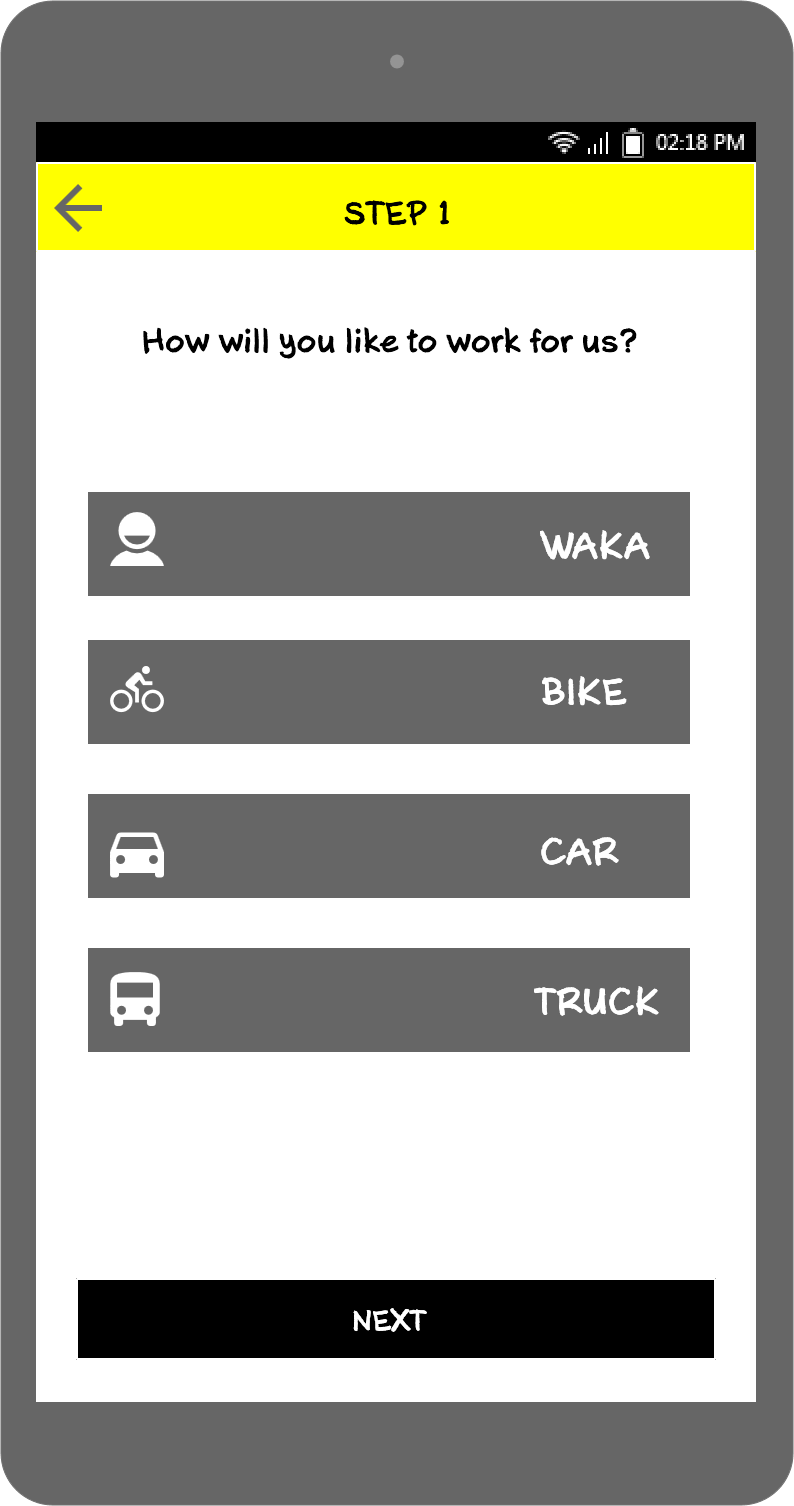 02:18 PM
STEP 1
How will you like to work for us?
WAKA
BIKE
CAR
TRUCK
NEXT